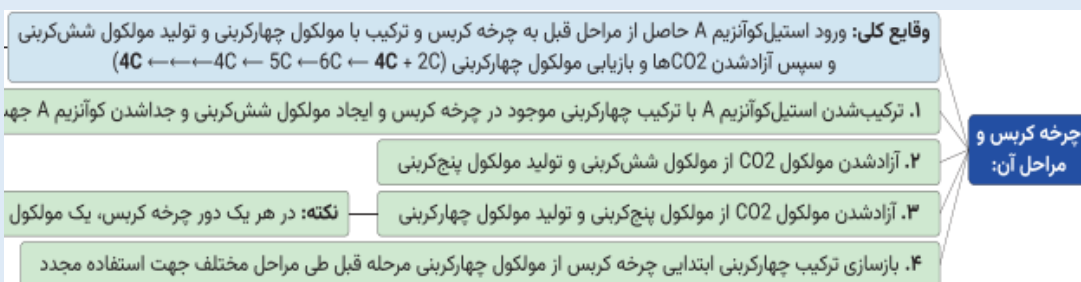 چرخه کربس و
مراحل آن:
وقایع کلی: ورود استیل‌کوآنزیم A حاصل از مراحل قبل به چرخه کربس و ترکیب با مولکول چهارکربنی و تولید مولکول شش‌کربنی
و سپس آزادشدن CO2ها و بازیابی مولکول چهارکربنی (4C ←←←4C ← 5C ←6C ← 4C + 2C)
۱. ترکیب‌شدن استیل‌کوآنزیم A با ترکیب چهارکربنی موجود در چرخه کربس و ایجاد مولکول شش‌کربنی و جداشدن کوآنزیم A
۲. آزادشدن مولکول CO2 از مولکول شش‌کربنی و تولید مولکول پنج‌کربنی
۳. آزادشدن مولکول CO2 از مولکول پنج‌کربنی و تولید مولکول چهارکربنی
نکته: در هر یک دور چرخه کربس، یک مولکول
۴. بازسازی ترکیب چهارکربنی ابتدایی چرخه کربس از مولکول چهارکربنی مرحله قبل طی مراحل مختلف جهت استفاده مجدد